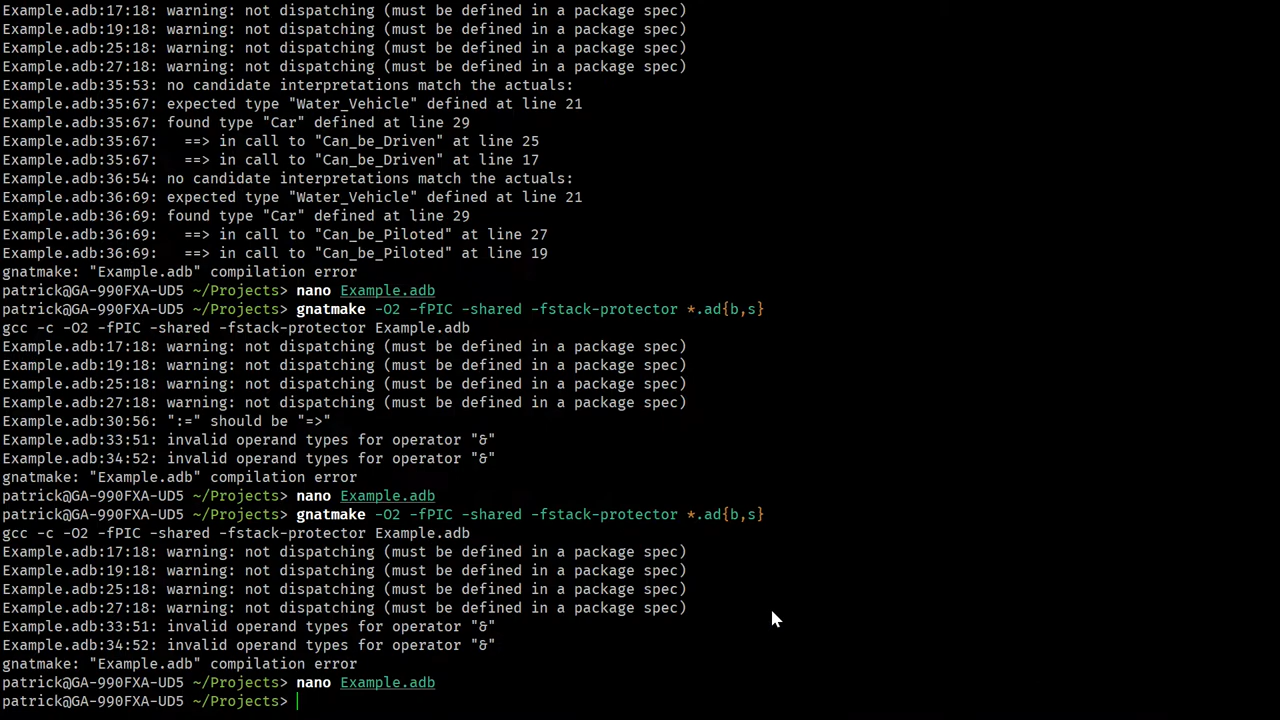 Example.adb:17:18: warning: not dispatching (must be defined in a package spec)
Example.adb:19:18: warning: not dispatching (must be defined in a package spec)
Example.adb:25:18: warning: not dispatching (must be defined in a package spec)
Example.adb:27:18: warning: not dispatching (must be defined in a package spec)
Example.adb:35:53: no candidate interpretations match the actuals:
Example.adb:35:67: expected type "Water_Vehicle" defined at line 21
Example.adb:35:67: found type "Car" defined at line 29
Example.adb:35:67:   ==> in call to "Can_be_Driven" at line 25
Example.adb:35:67:   ==> in call to "Can_be_Driven" at line 17
Example.adb:36:54: no candidate interpretations match the actuals:
Example.adb:36:69: expected type "Water_Vehicle" defined at line 21
Example.adb:36:69: found type "Car" defined at line 29
Example.adb:36:69:   ==> in call to "Can_be_Piloted" at line 27
Example.adb:36:69:   ==> in call to "Can_be_Piloted" at line 19
gnatmake: "Example.adb" compilation error
patrick@GA-990FXA-UD5 ~/Projects> nano Example.adb
patrick@GA-990FXA-UD5 ~/Projects> gnatmake -O2 -fPIC -shared -fstack-protector *.ad{b,s}
gcc -c -O2 -fPIC -shared -fstack-protector Example.adb
Example.adb:17:18: warning: not dispatching (must be defined in a package spec)
Example.adb:19:18: warning: not dispatching (must be defined in a package spec)
Example.adb:25:18: warning: not dispatching (must be defined in a package spec)
Example.adb:27:18: warning: not dispatching (must be defined in a package spec)
Example.adb:30:56: ":=" should be "=>"
Example.adb:33:51: invalid operand types for operator "&"
Example.adb:34:52: invalid operand types for operator "&"
gnatmake: "Example.adb" compilation error
patrick@GA-990FXA-UD5 ~/Projects> nano Example.adb
patrick@GA-990FXA-UD5 ~/Projects> gnatmake -O2 -fPIC -shared -fstack-protector *.ad{b,s}
gcc -c -O2 -fPIC -shared -fstack-protector Example.adb
Example.adb:17:18: warning: not dispatching (must be defined in a package spec)
Example.adb:19:18: warning: not dispatching (must be defined in a package spec)
Example.adb:25:18: warning: not dispatching (must be defined in a package spec)
Example.adb:27:18: warning: not dispatching (must be defined in a package spec)
Example.adb:33:51: invalid operand types for operator "&"
Example.adb:34:52: invalid operand types for operator "&"
gnatmake: "Example.adb" compilation error
patrick@GA-990FXA-UD5 ~/Projects> nano Example.adb
patrick@GA-990FXA-UD5 ~/Projects>